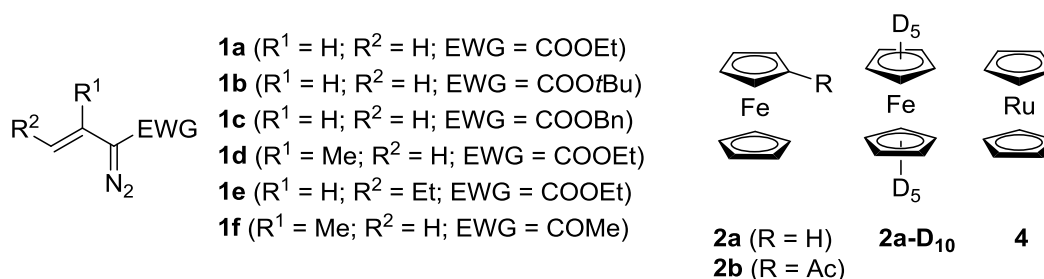 R² R¹ EWG N₂
1a (R¹ = H; R² = H; EWG = COOEt)
1b (R¹ = H; R² = H; EWG = COOtBu)
1c (R¹ = H; R² = H; EWG = COOBn)
1d (R¹ = Me; R² = H; EWG = COOEt)
1e (R¹ = H; R² = Et; EWG = COOEt)
1f (R¹ = Me; R² = H; EWG = COMe)
R
Fe
D₅
Fe
D₅
Ru
2a (R = H) 2a-D₁₀ 4
2b (R = Ac)